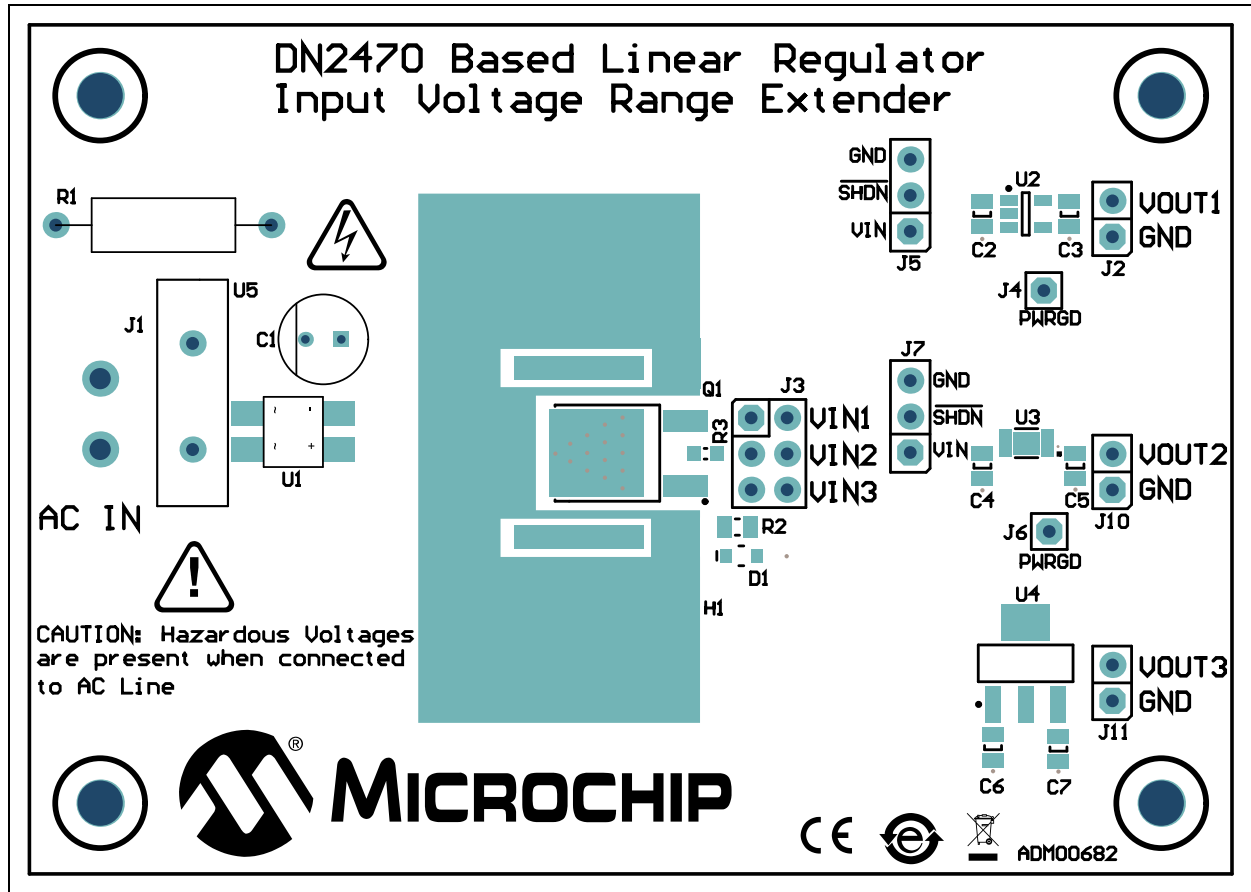 DN2470 Based Linear Regulator
Input Voltage Range Extender
R1
U5
J1
C1
~ -
~ +
U1
AC IN
CAUTION: Hazardous Voltages
are present when connected
to AC Line
Q1
J3
R3
VIN1
VIN2
VIN3
R2
D1
H1
GND
SHDN
VIN
J5
U2
C2
C3
VOUT1
GND
J2
J4
PWRGD
J7
GND
SHDN
VIN
U3
C4
C5
VOUT2
GND
J10
J6
PWRGD
U4
VOUT3
GND
J11
C6
C7
®
MICROCHIP
CE
e
ADM00682